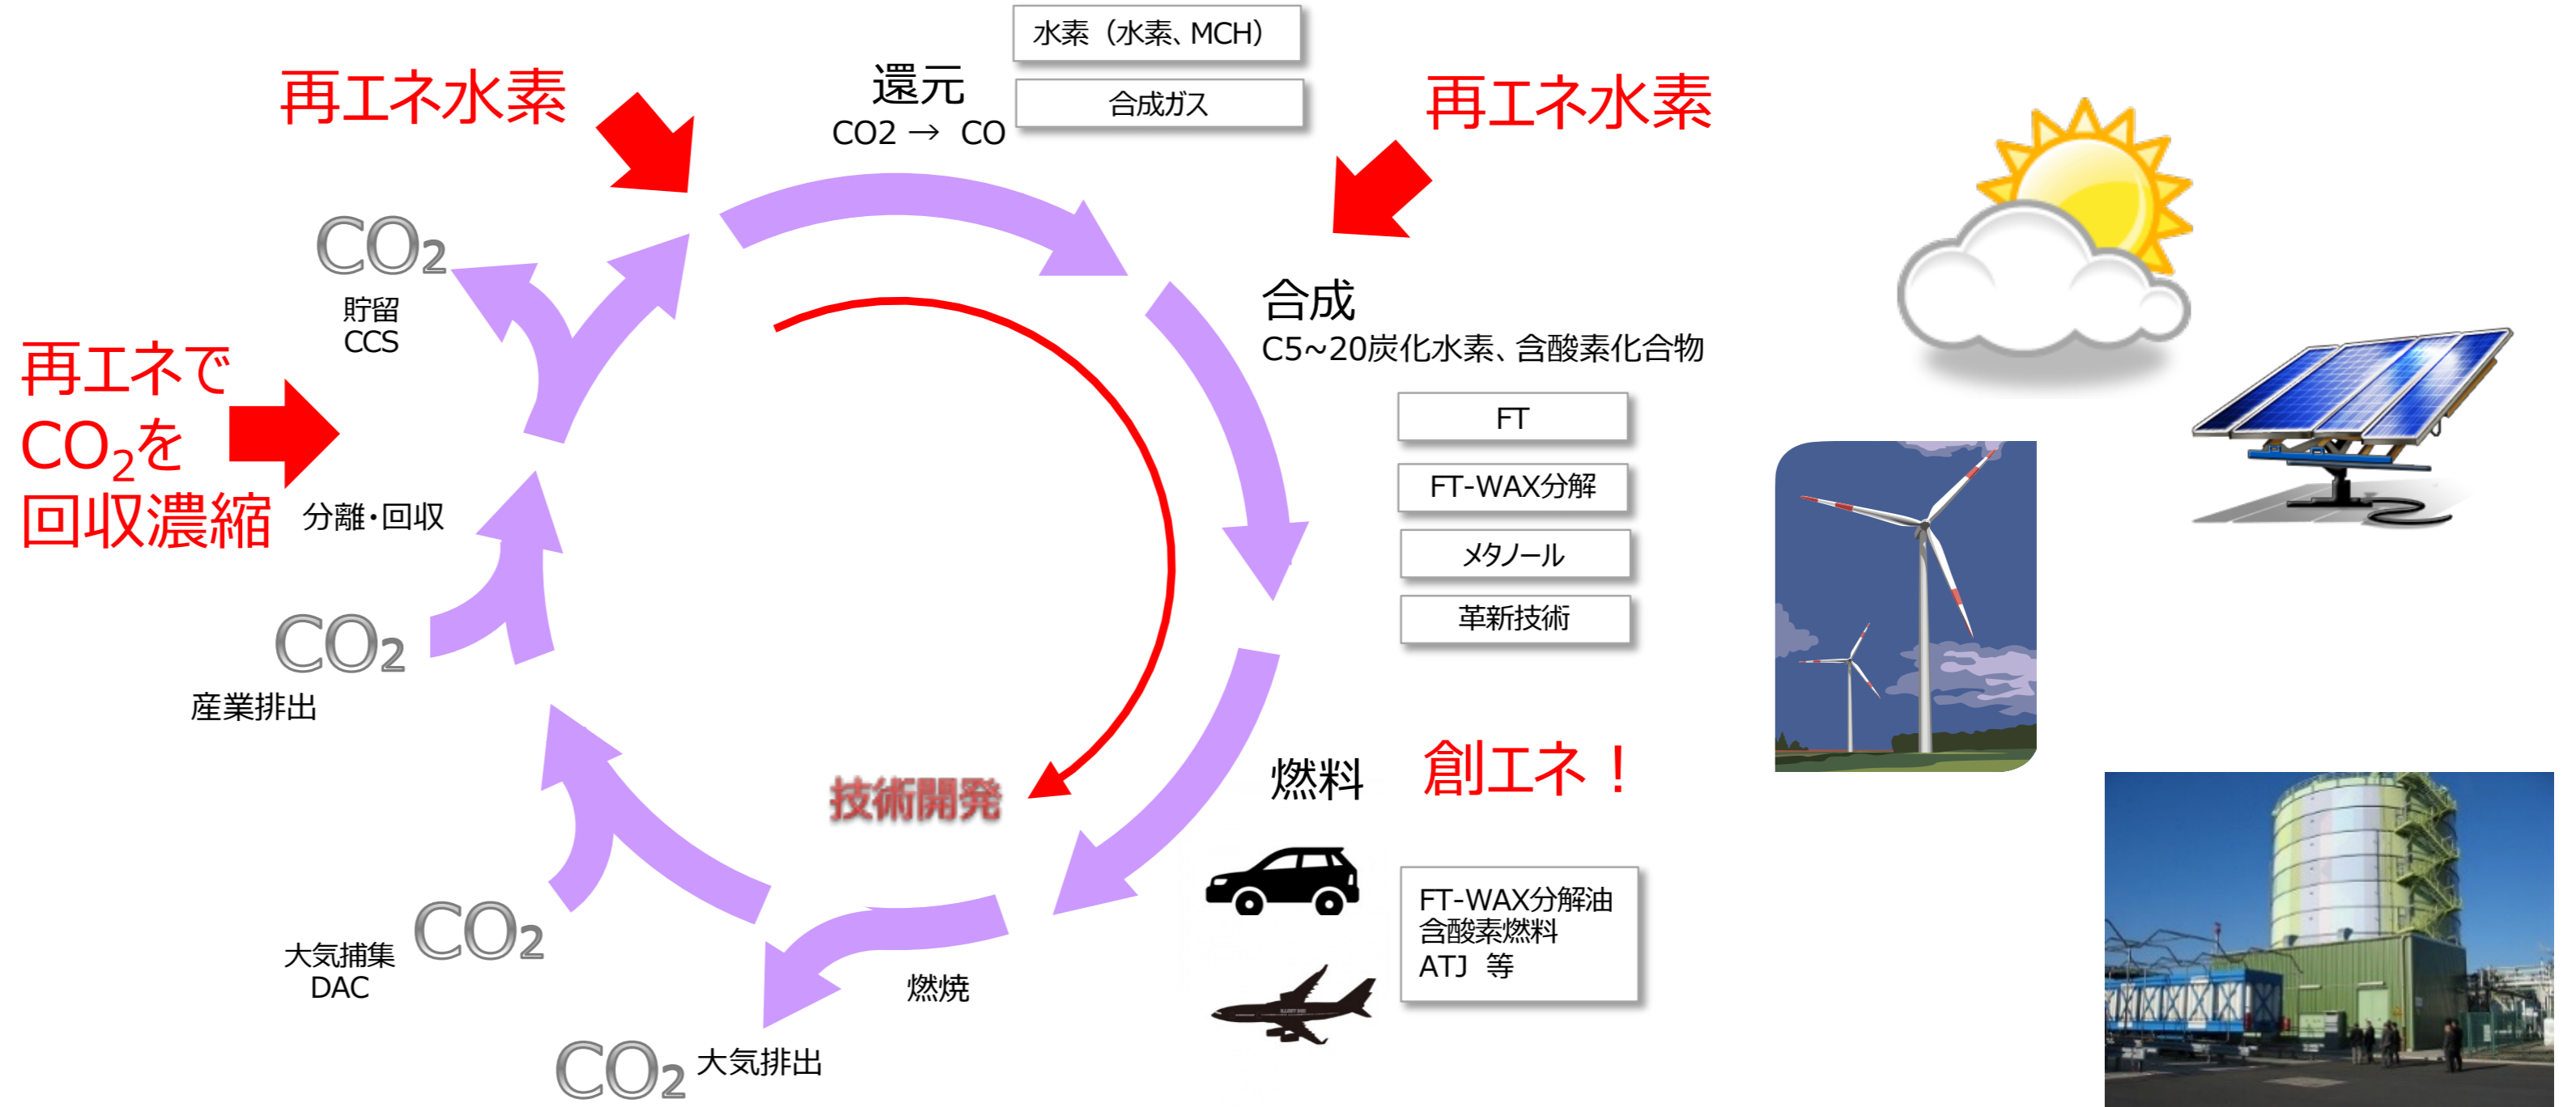 水素（水素、MCH）
還元
CO2 → CO
合成ガス
再エネ水素
再エネ水素
CO₂
貯留
CCS
再エネで
CO₂を
回収濃縮
分離・回収
合成
C5~20炭化水素、含酸素化合物
FT
FT-WAX分解
メタノール
革新技術
CO₂
産業排出
技術開発
燃料
創エネ！
FT-WAX分解油
含酸素燃料
ATJ 等
大気捕集
DAC
CO₂
燃焼
CO₂
大気排出